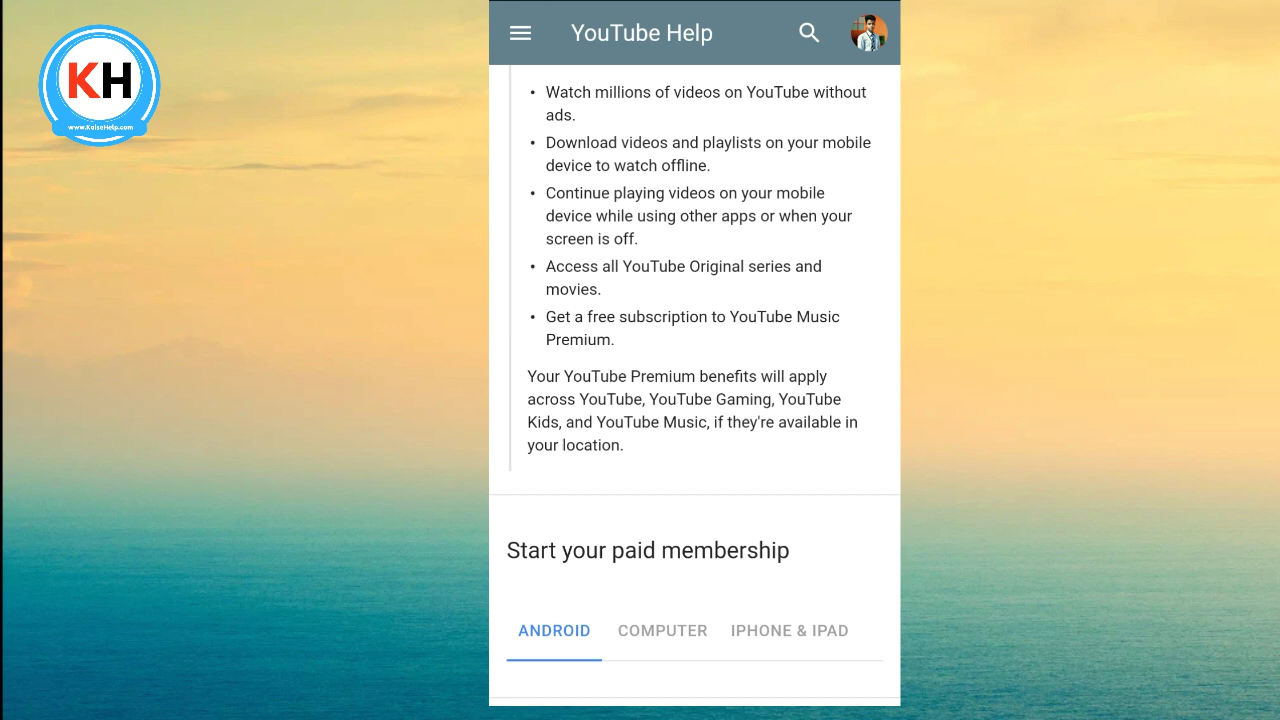 KH
www.KaiseHelp.com
YouTube Help
• Watch millions of videos on YouTube without
ads.
• Download videos and playlists on your mobile
device to watch offline.
• Continue playing videos on your mobile
device while using other apps or when your
screen is off.
• Access all YouTube Original series and
movies.
• Get a free subscription to YouTube Music
Premium.
Your YouTube Premium benefits will apply
across YouTube, YouTube Gaming, YouTube
Kids, and YouTube Music, if they're available in
your location.
Start your paid membership
ANDROID COMPUTER IPHONE & IPAD